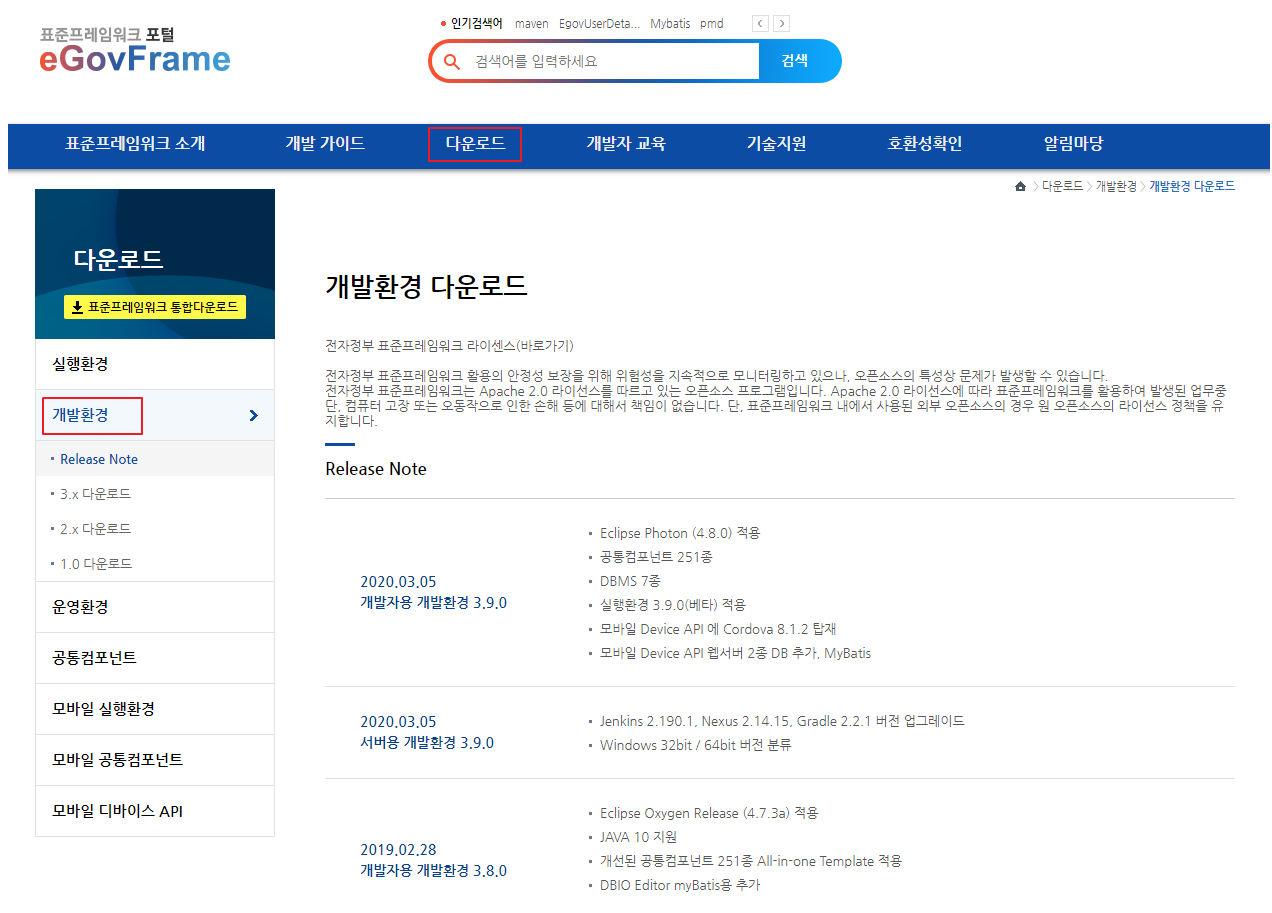 인기검색어 maven EgovUserDeta... Mybatis pmd
표준프레임워크 포털
eGovFrame
검색어를 입력하세요
검색
표준프레임워크 소개 개발 가이드 다운로드 개발자 교육 기술지원 호환성확인 알림마당
다운로드 > 개발환경 > 개발환경 다운로드
다운로드
표준프레임워크 통합다운로드
실행환경
개발환경
Release Note
3.x 다운로드
2.x 다운로드
1.0 다운로드
운영환경
공통컴포넌트
모바일 실행환경
모바일 공통컴포넌트
모바일 디바이스 API
개발환경 다운로드
전자정부 표준프레임워크 라이센스(바로가기)
전자정부 표준프레임워크 활용의 안정성 보장을 위해 위험성을 지속적으로 모니터링하고 있으나, 오픈소스의 특성상 문제가 발생할 수 있습니다.
전자정부 표준프레임워크는 Apache 2.0 라이선스를 따르고 있는 오픈소스 프로그램입니다. Apache 2.0 라이선스에 따라 표준프레임워크를 활용하여 발생된 업무중
단, 컴퓨터 고장 또는 오동작으로 인한 손해 등에 대해서 책임이 없습니다. 단, 표준프레임워크 내에서 사용된 외부 오픈소스의 경우 원 오픈소스의 라이선스 정책을 유
지합니다.
Release Note
2020.03.05
개발자용 개발환경 3.9.0
Eclipse Photon (4.8.0) 적용
공통컴포넌트 251종
DBMS 7종
실행환경 3.9.0(베타) 적용
모바일 Device API 에 Cordova 8.1.2 탑재
모바일 Device API 웹서버 2종 DB 추가, MyBatis
2020.03.05
서버용 개발환경 3.9.0
Jenkins 2.190.1, Nexus 2.14.15, Gradle 2.2.1 버전 업그레이드
Windows 32bit / 64bit 버전 분류
2019.02.28
개발자용 개발환경 3.8.0
Eclipse Oxygen Release (4.7.3a) 적용
JAVA 10 지원
개선된 공통컴포넌트 251종 All-in-one Template 적용
DBIO Editor myBatis용 추가